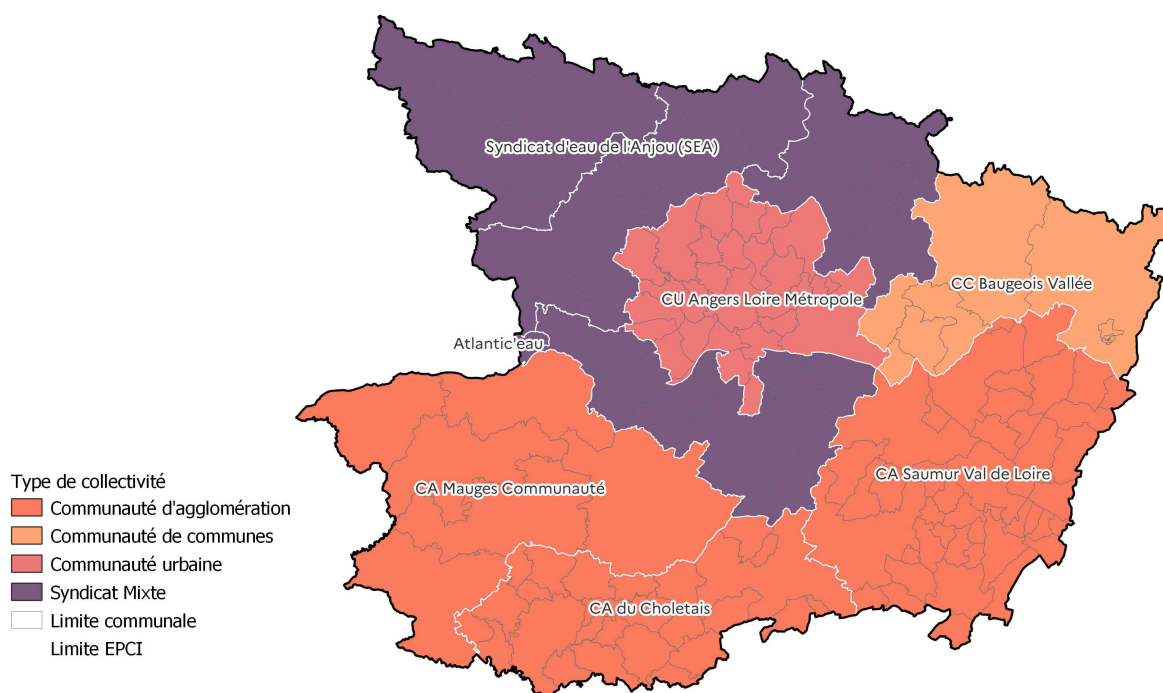 Syndicat d'eau de l'Anjou (SEA)
CC Baugeois Vallée
CU Angers Loire Métropole
Atlantic'eau
CA Saumur Val de Loire
CA Mauges Communauté
CA du Choletais
Type de collectivité
Communauté d'agglomération
Communauté de communes
Communauté urbaine
Syndicat Mixte
Limite communale
Limite EPCI